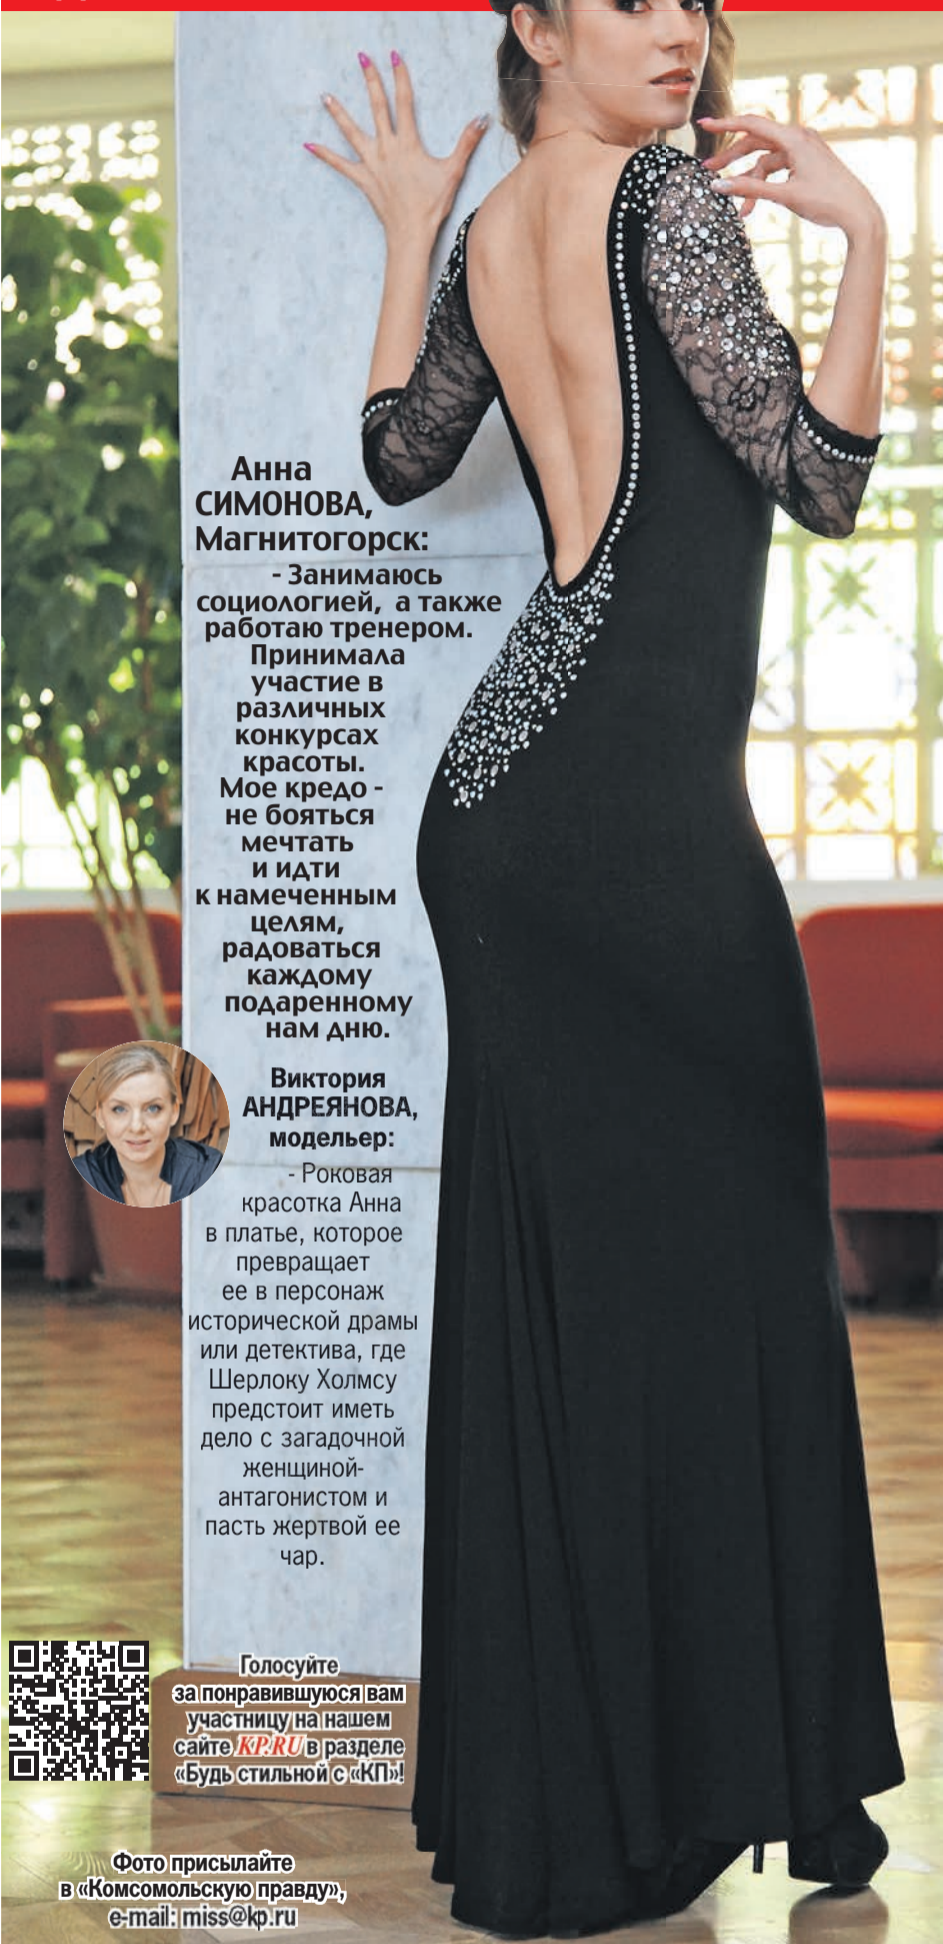 Анна
СИМОНОВА,
Магнитогорск:
- Занимаюсь
социологией, а также
работаю тренером.
Принимала
участие в
различных
конкурсах
красоты.
Мое кредо -
не бояться
мечтать
и идти
к намеченным
целям,
радоваться
каждому
подаренному
нам дню.
Виктория
АНДРЕЯНОВА,
модельер:
- Роковая
красотка Анна
в платье, которое
превращает
ее в персонаж
исторической драмы
или детектива, где
Шерлоку Холмсу
предстоит иметь
дело с загадочной
женщиной-
антагонистом и
пасть жертвой ее
чар.
Голосуйте
за понравившуюся вам
участницу на нашем
сайте KP.RU в разделе
«Будь стильной с «КП»!
Фото присылайте
в «Комсомольскую правду»,
e-mail: miss@kp.ru